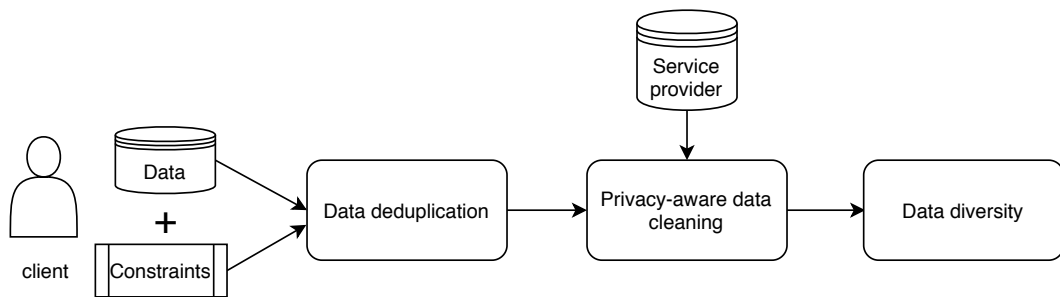 Service
provider
Data
+
Data deduplication
Privacy-aware data
cleaning
Data diversity
client
Constraints